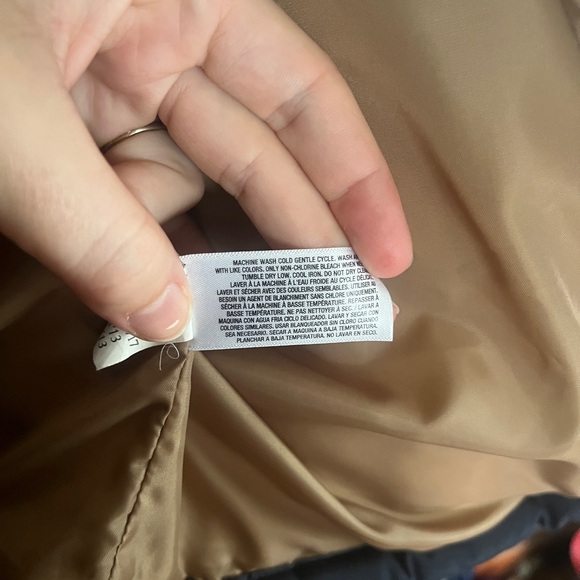 MACHINE WASH COLD GENTLE CYCLE. WASH
WITH LIKE COLORS, ONLY NON-CHLORINE BLEACH WHEN
TUMBLE DRY LOW, COOL IRON. DO NOT DRY
LAVER À LA MACHINE À L'EAU FROIDE AU CYCLE
LAVER ET SÉCHER AVEC DES COULEURS SEMBLABLES. UTILISER AU
BESOIN UN AGENT DE BLANCHIMENT SANS CHLORE UNIQUEMENT.
SÉCHER À LA MACHINE À BASSE TEMPÉRATURE. REPASSER À
BASSE TEMPÉRATURE. NE PAS NETTOYER À SEC. LAVAR Y SECAR CON
MAQUINA CON AGUA FRIA CICLO DELICADO.
COLORES SIMILARES. USAR BLANQUEADOR SIN CLORO CUANDO
SEA NECESARIO. SECAR A MAQUINA A BAJA TEMPERATURA,
PLANCHAR A BAJA TEMPERATURA. NO LAVAR EN SECO.